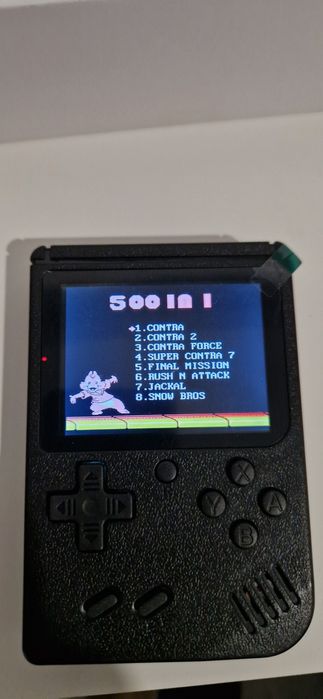 500 IN 1
1.CONTRA
2.CONTRA 2
3.CONTRA FORCE
4.SUPER CONTRA 7
5.FINAL MISSION
6.RUSH N ATTACK
7.JACKAL
8.SNOW BROS
X
Y A
B